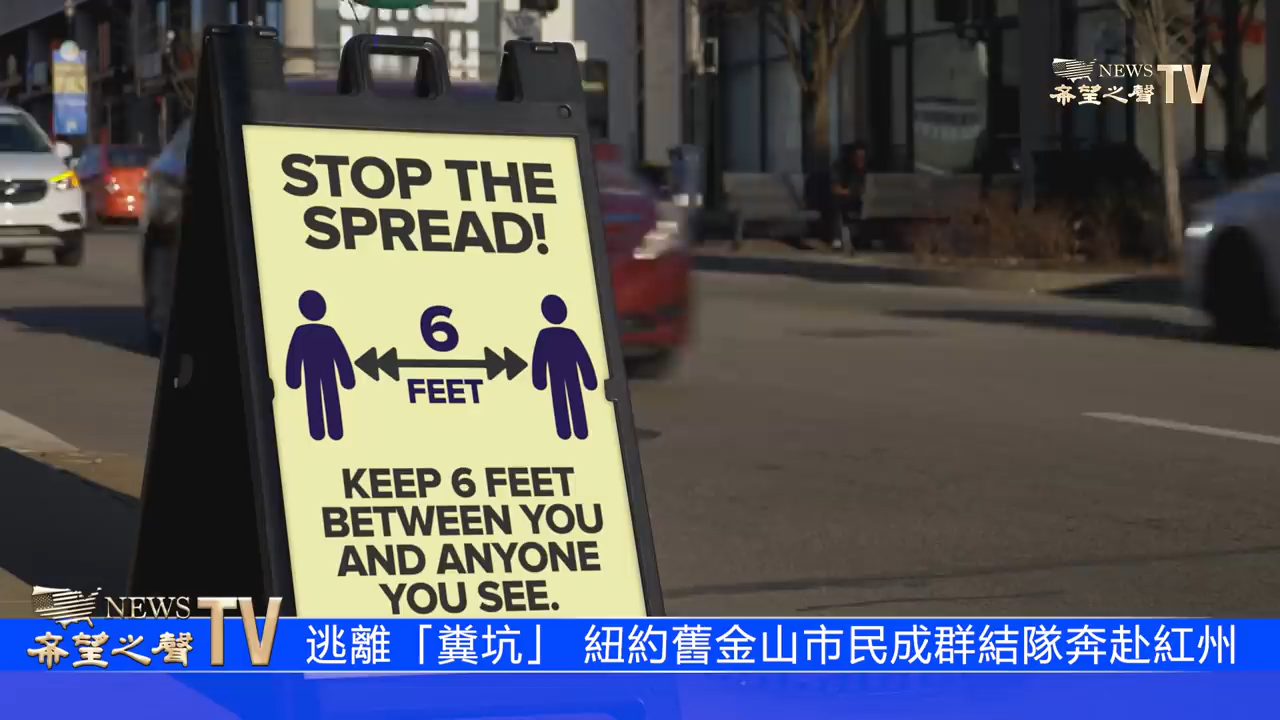 NEWS TV
希望之聲
STOP THE
SPREAD!
6
FEET
KEEP 6 FEET
BETWEEN YOU
AND ANYONE
YOU SEE.
NEWS TV
希望之聲
逃離「糞坑」 紐約舊金山市民成群結隊奔赴紅州